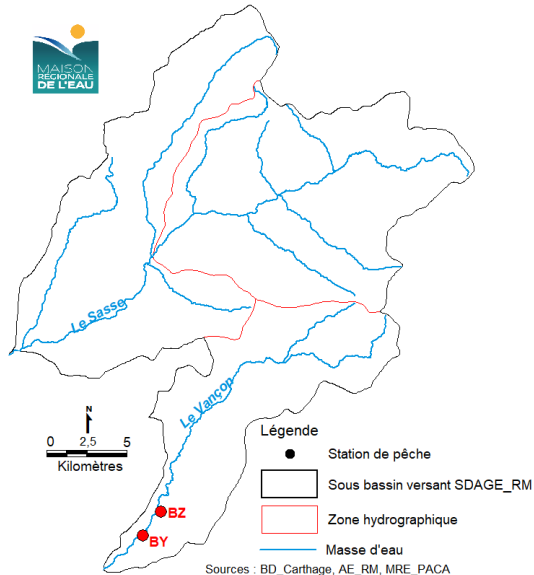 MAISON
RÉGIONALE
DE L'EAU
Le Sasse
Le Vançon
N
0 2,5 5
Kilomètres
BZ
BY
Légende
Station de pêche
Sous bassin versant SDAGE_RM
Zone hydrographique
Masse d'eau
Sources : BD_Carthage, AE_RM, MRE_PACA